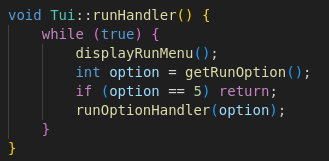 void Tui::runHandler() {
    while (true) {
        displayRunMenu();
        int option = getRunOption();
        if (option == 5) return;
        runOptionHandler(option);
    }
}